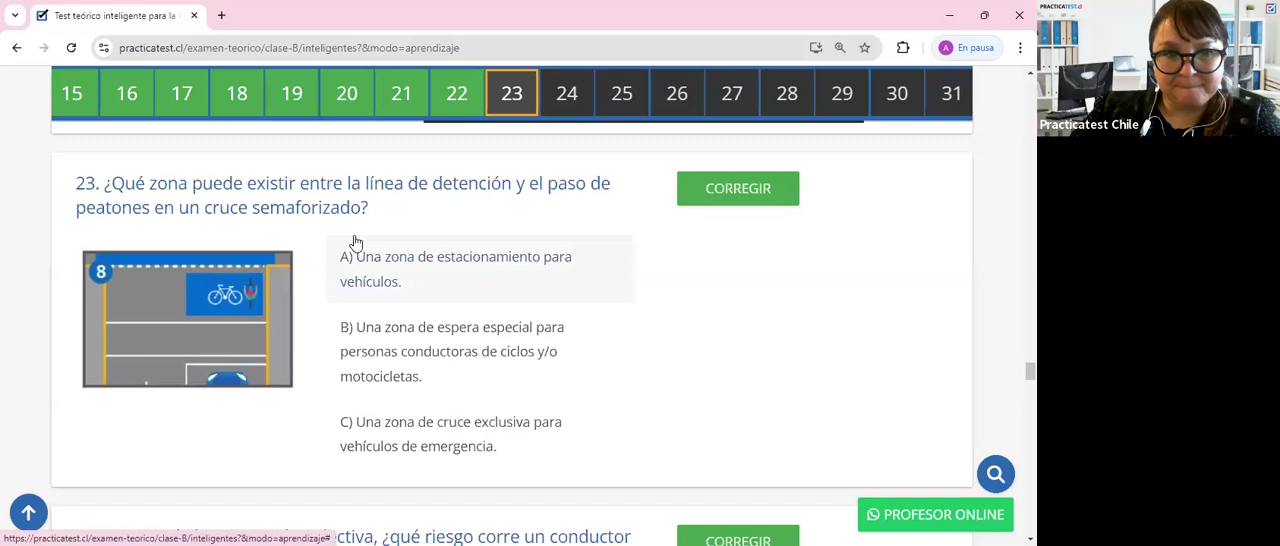 Test teórico inteligente para la
practicatest.cl/examen-teorico/clase-B/inteligentes?&modo=aprendizaje
A
En pausa
15 16 17 18 19 20 21 22 23 24 25 26 27 28 29 30 31
23. ¿Qué zona puede existir entre la línea de detención y el paso de
peatones en un cruce semaforizado?
CORREGIR
8
A) Una zona de estacionamiento para
vehículos.
B) Una zona de espera especial para
personas conductoras de ciclos y/o
motocicletas.
C) Una zona de cruce exclusiva para
vehículos de emergencia.
PROFESOR ONLINE
https://practicatest.cl/examen-teorico/clase-B/inteligentes?&modo=aprendizaje#
ctiva, ¿qué riesgo corre un conductor
CORREGIR
PRACTICATEST.cl
Practicatest Chile